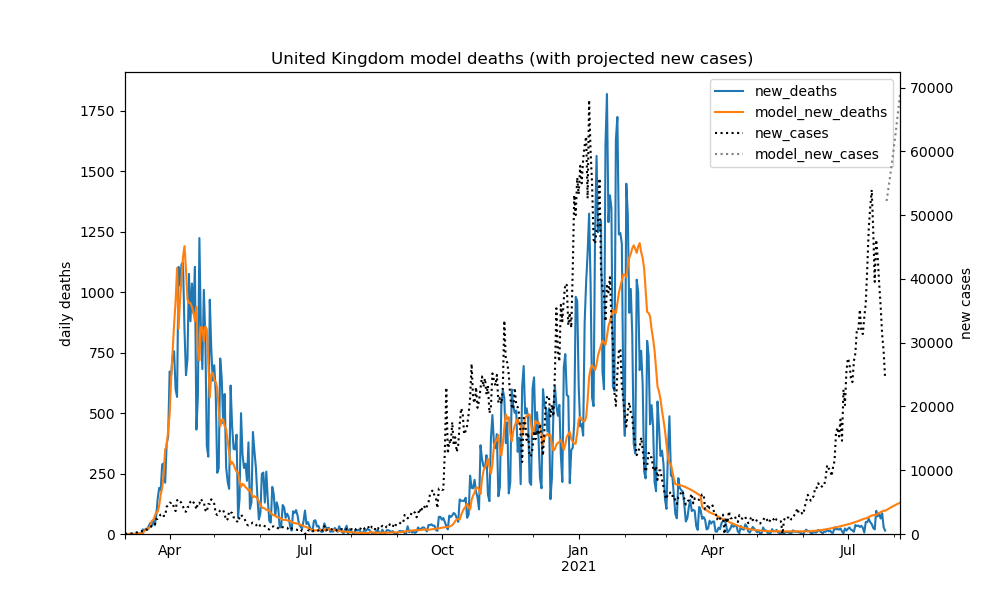 United Kingdom model deaths (with projected new cases)
new_deaths
model_new_deaths
new_cases
model_new_cases
daily deaths
1750
1500
1250
1000
750
500
250
0
new cases
70000
60000
50000
40000
30000
20000
10000
0
Apr
Jul
Oct
Jan
2021
Apr
Jul